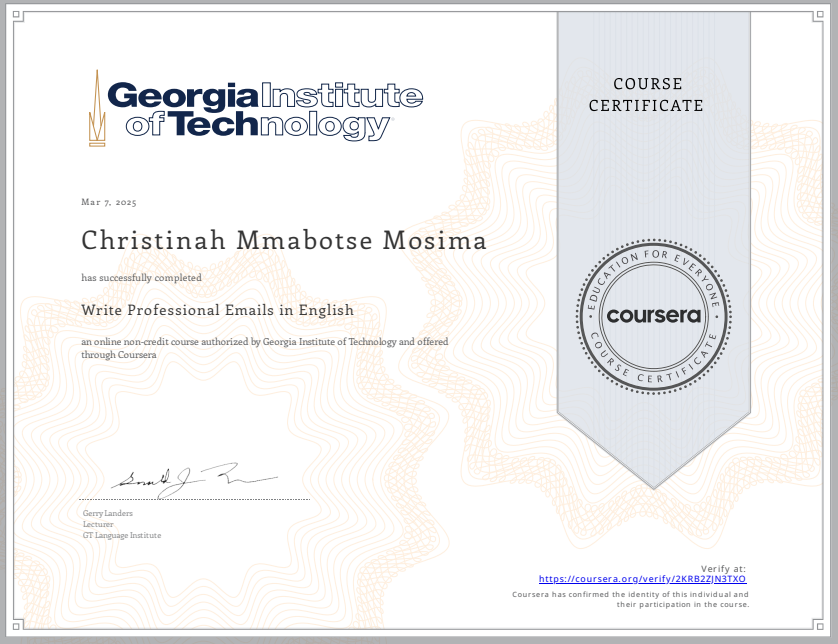 Georgia Institute
of Technology
COURSE
CERTIFICATE
Mar 7, 2025
Christinah Mmabotse Mosima
has successfully completed
Write Professional Emails in English
an online non-credit course authorized by Georgia Institute of Technology and offered
through Coursera
EDUCATION FOR EVERYONE
coursera
COURSE CERTIFICATE
Gerry Landers
Lecturer
GT Language Institute
Verify at:
https://coursera.org/verify/2KRB2ZJN3TXO
Coursera has confirmed the identity of this individual and
their participation in the course.